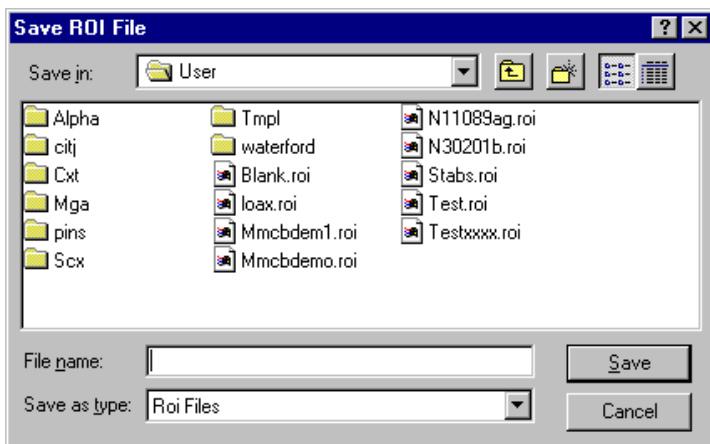 Save ROI File
Save in: User
Alpha
citj
Cxt
Mga
pins
Scx
Tmpl
waterford
Blank.roi
loax.roi
Mmcbdem1.roi
Mmcbdemo.roi
N11089ag.roi
N30201b.roi
Stabs.roi
Test.roi
Testxxxx.roi
File name:
Save
Save as type: Roi Files
Cancel